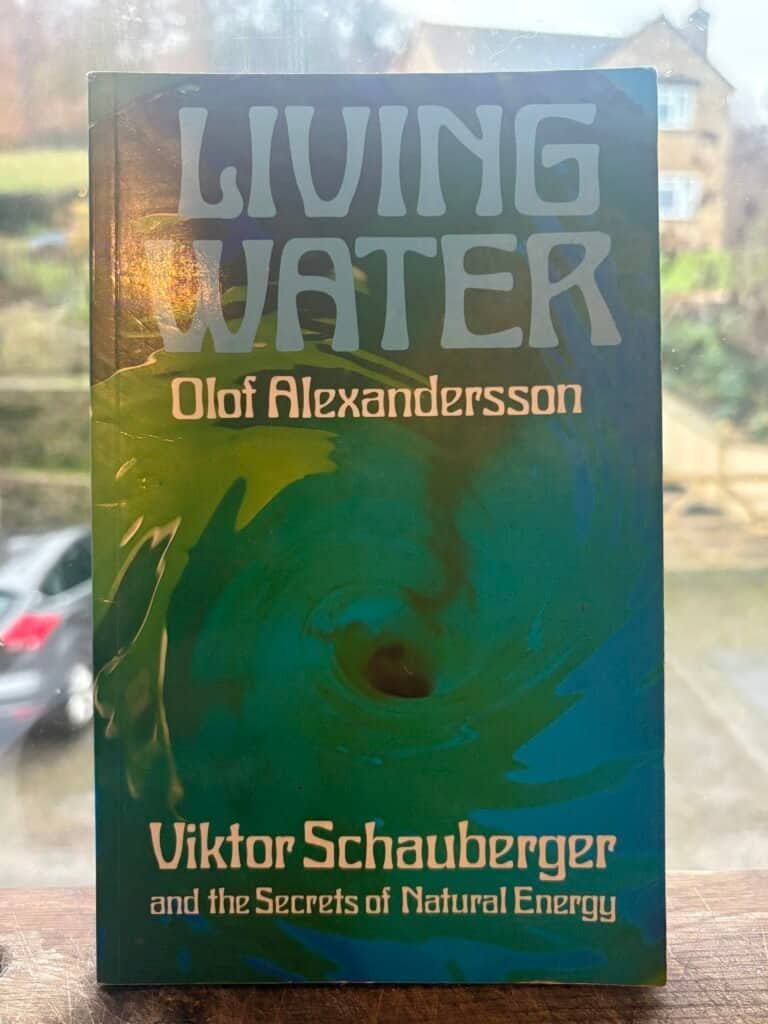 LIVING
WATER
Olof Alexandersson
Viktor Schauberger
and the Secrets of Natural Energy